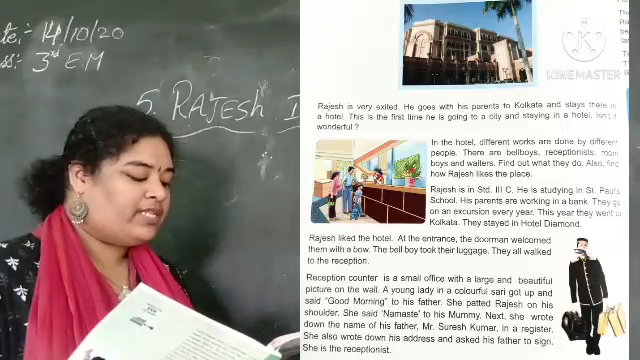 14/10/20
3rd E.M
5. RAJESH I
KINEMASTER
Rajesh is very exited. He goes with his parents to Kolkata and stays there in
a hotel. This is the first time he is going to a city and staying in a hotel. Isn't it
wonderful ?
In the hotel, different works are done by different
people. There are bellboys, receptionists, room
boys and waiters. Find out what they do. Also, find
how Rajesh likes the place.
Rajesh is in Std. III C. He is studying in St. Paul's
School. His parents are working in a bank. They go
on an excursion every year. This year they went to
Kolkata. They stayed in Hotel Diamond.
Rajesh liked the hotel. At the entrance, the doorman welcomed
them with a bow. The bell boy took their luggage. They all walked
to the reception.
Reception counter is a small office with a large and beautiful
picture on the wall. A young lady in a colourful sari got up and
said "Good Morning" to his father. She patted Rajesh on his
shoulder. She said 'Namaste' to his Mummy. Next, she wrote
down the name of his father, Mr. Suresh Kumar, in a register.
She also wrote down his address and asked his father to sign.
She is the receptionist.